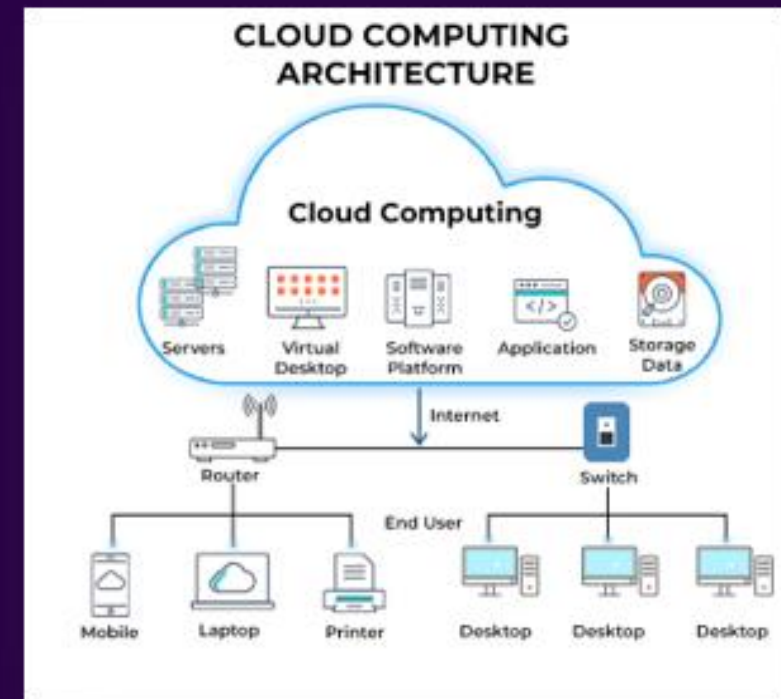 CLOUD COMPUTING
ARCHITECTURE
Cloud Computing
Servers
Virtual
Desktop
Software
Platform
Application
Storage
Data
Internet
Router
Switch
End User
Mobile
Laptop
Printer
Desktop
Desktop
Desktop